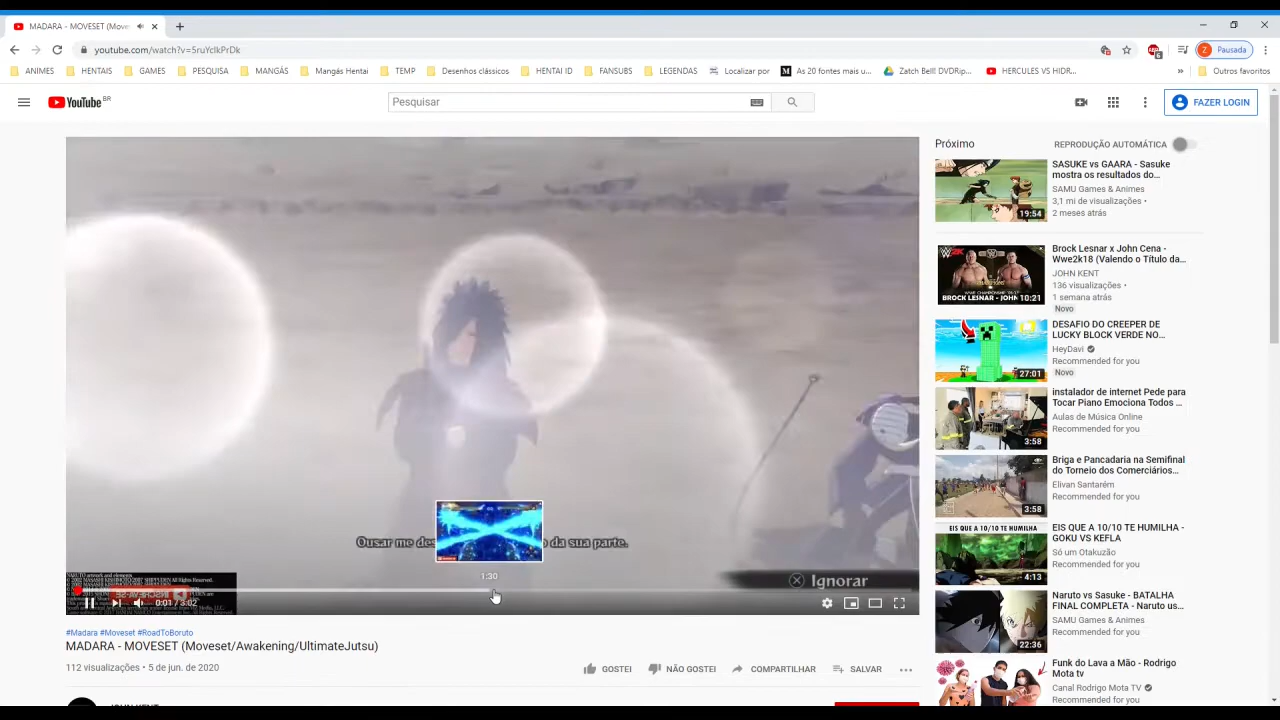 MADARA - MOVESET (Move
youtube.com/watch?v=5ruYclkPrDk
Pausada
ANIMES
HENTAIS
GAMES
PESQUISA
MANGÁS
Mangás Hentai
TEMP
Desenhos clássicos
HENTAI ID
FANSUBS
LEGENDAS
Localizar por
As 20 fontes mais u...
Zatch Bell! DVDRip...
HERCULES VS HIDR...
»
Outros favoritos
YouTube BR
Pesquisar
FAZER LOGIN
Ousar me des
da sua parte.
1:30
Ignorar
0:01 / 3:02
#Madara #Moveset #RoadToBoruto
MADARA - MOVESET (Moveset/Awakening/UltimateJutsu)
112 visualizações • 5 de jun. de 2020
GOSTEI
NÃO GOSTEI
COMPARTILHAR
SALVAR
JOHN KENT
Próximo
REPRODUÇÃO AUTOMÁTICA
SASUKE vs GAARA - Sasuke
mostra os resultados do...
SAMU Games & Animes
3,1 mi de visualizações •
2 meses atrás
19:54
Brock Lesnar x John Cena -
Wwe2k18 (Valendo o Título da...
JOHN KENT
136 visualizações •
1 semana atrás
Novo
BROCK LESNAR - JOHN
10:21
DESAFIO DO CREEPER DE
LUCKY BLOCK VERDE NO...
HeyDavi
Recommended for you
Novo
27:01
instalador de internet Pede para
Tocar Piano Emociona Todos ...
Aulas de Música Online
Recommended for you
3:58
Briga e Pancadaria na Semifinal
do Torneio dos Comerciários...
Elivan Santarém
Recommended for you
3:58
EIS QUE A 10/10 TE HUMILHA
EIS QUE A 10/10 TE HUMILHA -
GOKU VS KEFLA
Só um Otakuzão
Recommended for you
4:13
Naruto vs Sasuke - BATALHA
FINAL COMPLETA - Naruto us...
SAMU Games & Animes
Recommended for you
22:36
Funk do Lava a Mão - Rodrigo
Mota tv
Canal Rodrigo Mota TV
Recommended for you